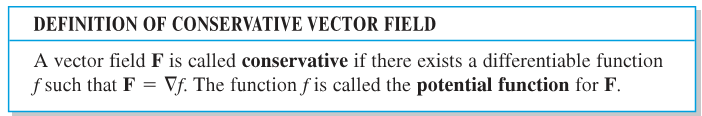 DEFINITION OF CONSERVATIVE VECTOR FIELD
A vector field F is called conservative if there exists a differentiable function
f such that F = ∇f. The function f is called the potential function for F.